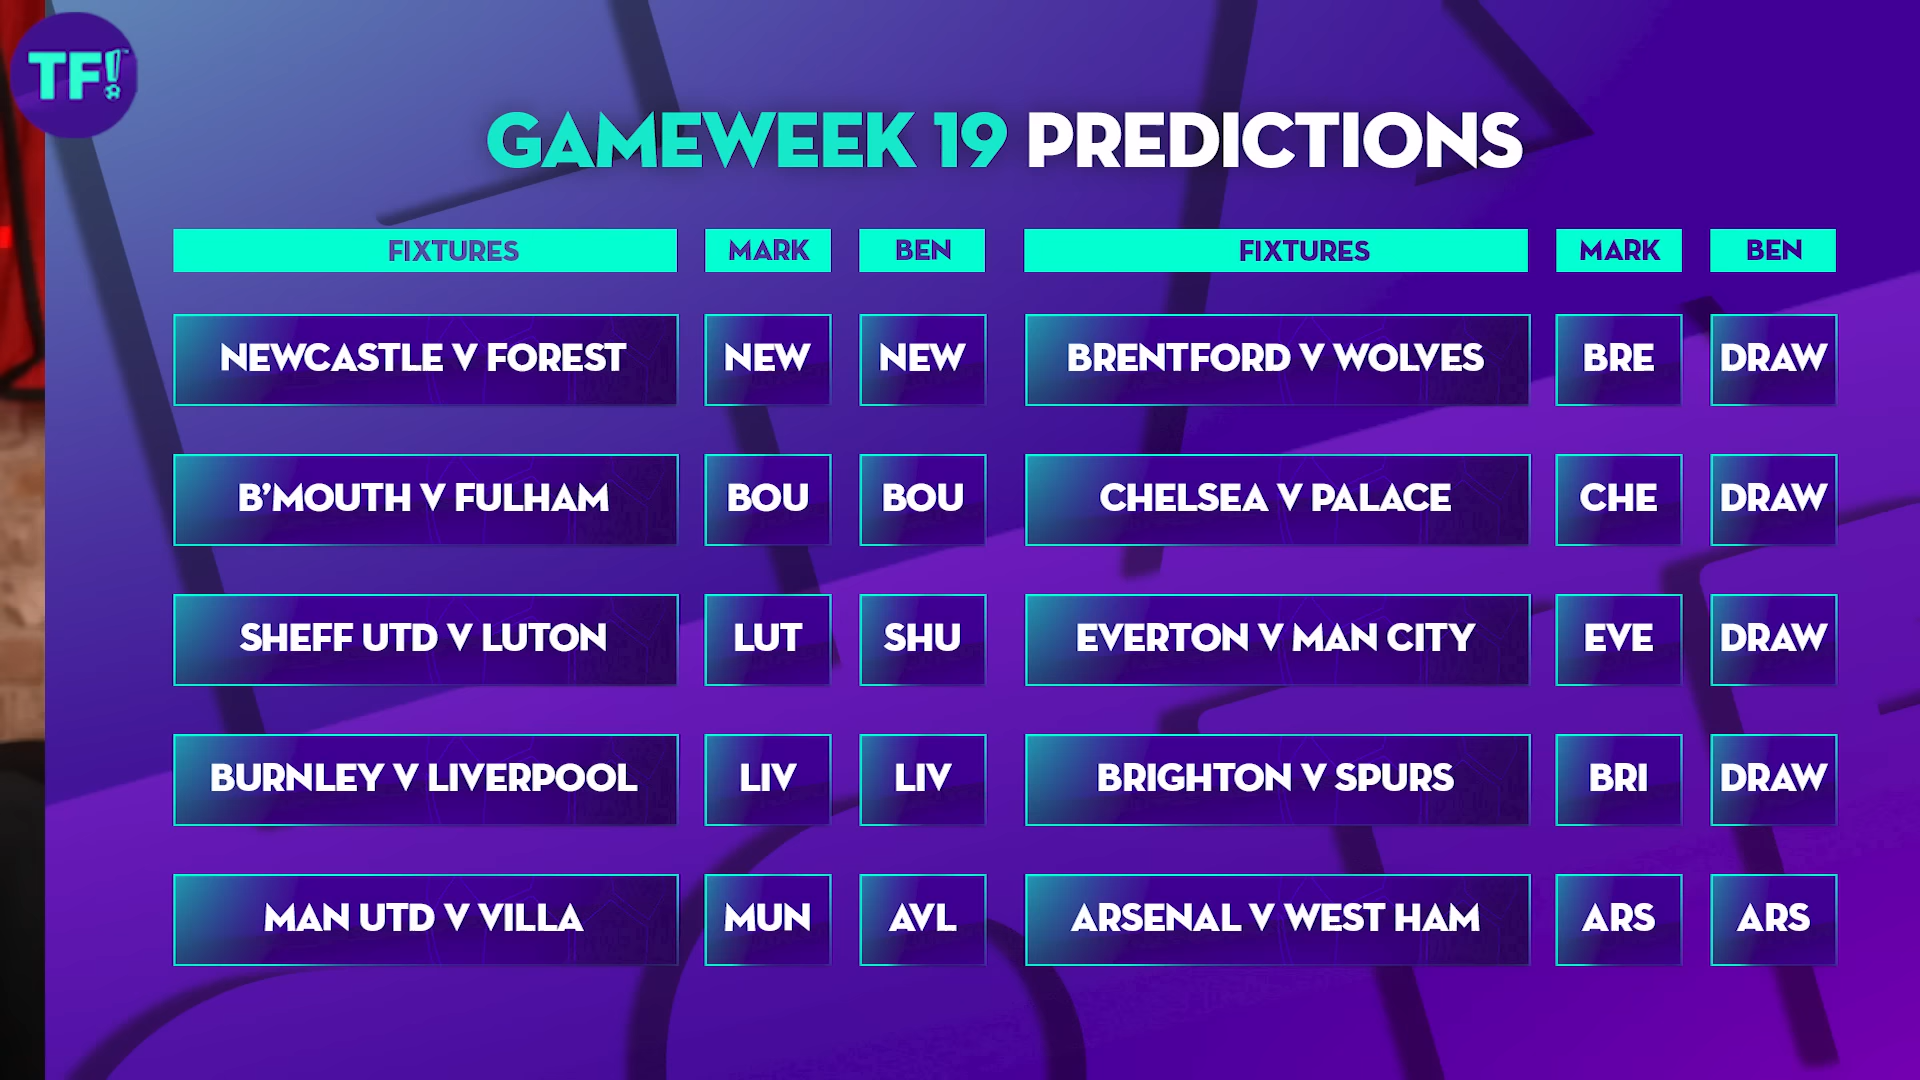 TF!
GAMEWEEK 19 PREDICTIONS
FIXTURES MARK BEN
NEWCASTLE V FOREST NEW NEW
B'MOUTH V FULHAM BOU BOU
SHEFF UTD V LUTON LUT SHU
BURNLEY V LIVERPOOL LIV LIV
MAN UTD V VILLA MUN AVL
FIXTURES MARK BEN
BRENTFORD V WOLVES BRE DRAW
CHELSEA V PALACE CHE DRAW
EVERTON V MAN CITY EVE DRAW
BRIGHTON V SPURS BRI DRAW
ARSENAL V WEST HAM ARS ARS